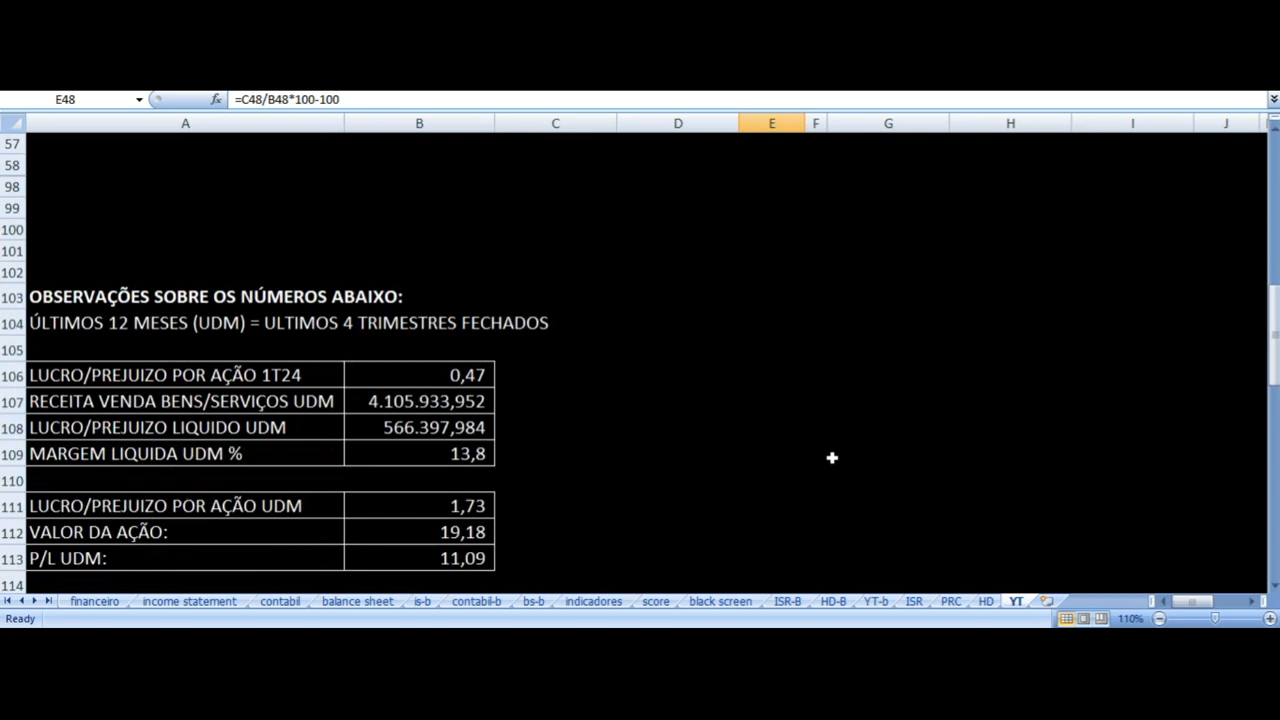 E48
fx
=C48/B48*100-100
A B C D E F G H I J
57
58
98
99
100
101
102
103 OBSERVAÇÕES SOBRE OS NÚMEROS ABAIXO:
104 ÚLTIMOS 12 MESES (UDM) = ULTIMOS 4 TRIMESTRES FECHADOS
105
106 LUCRO/PREJUIZO POR AÇÃO 1T24 0,47
107 RECEITA VENDA BENS/SERVIÇOS UDM 4.105.933,952
108 LUCRO/PREJUIZO LIQUIDO UDM 566.397,984
109 MARGEM LIQUIDA UDM % 13,8
110
111 LUCRO/PREJUIZO POR AÇÃO UDM 1,73
112 VALOR DA AÇÃO: 19,18
113 P/L UDM: 11,09
114
financeiro income statement contabil balance sheet is-b contabil-b bs-b indicadores score black screen ISR-B HD-B YT-b ISR PRC HD YT
Ready 110%